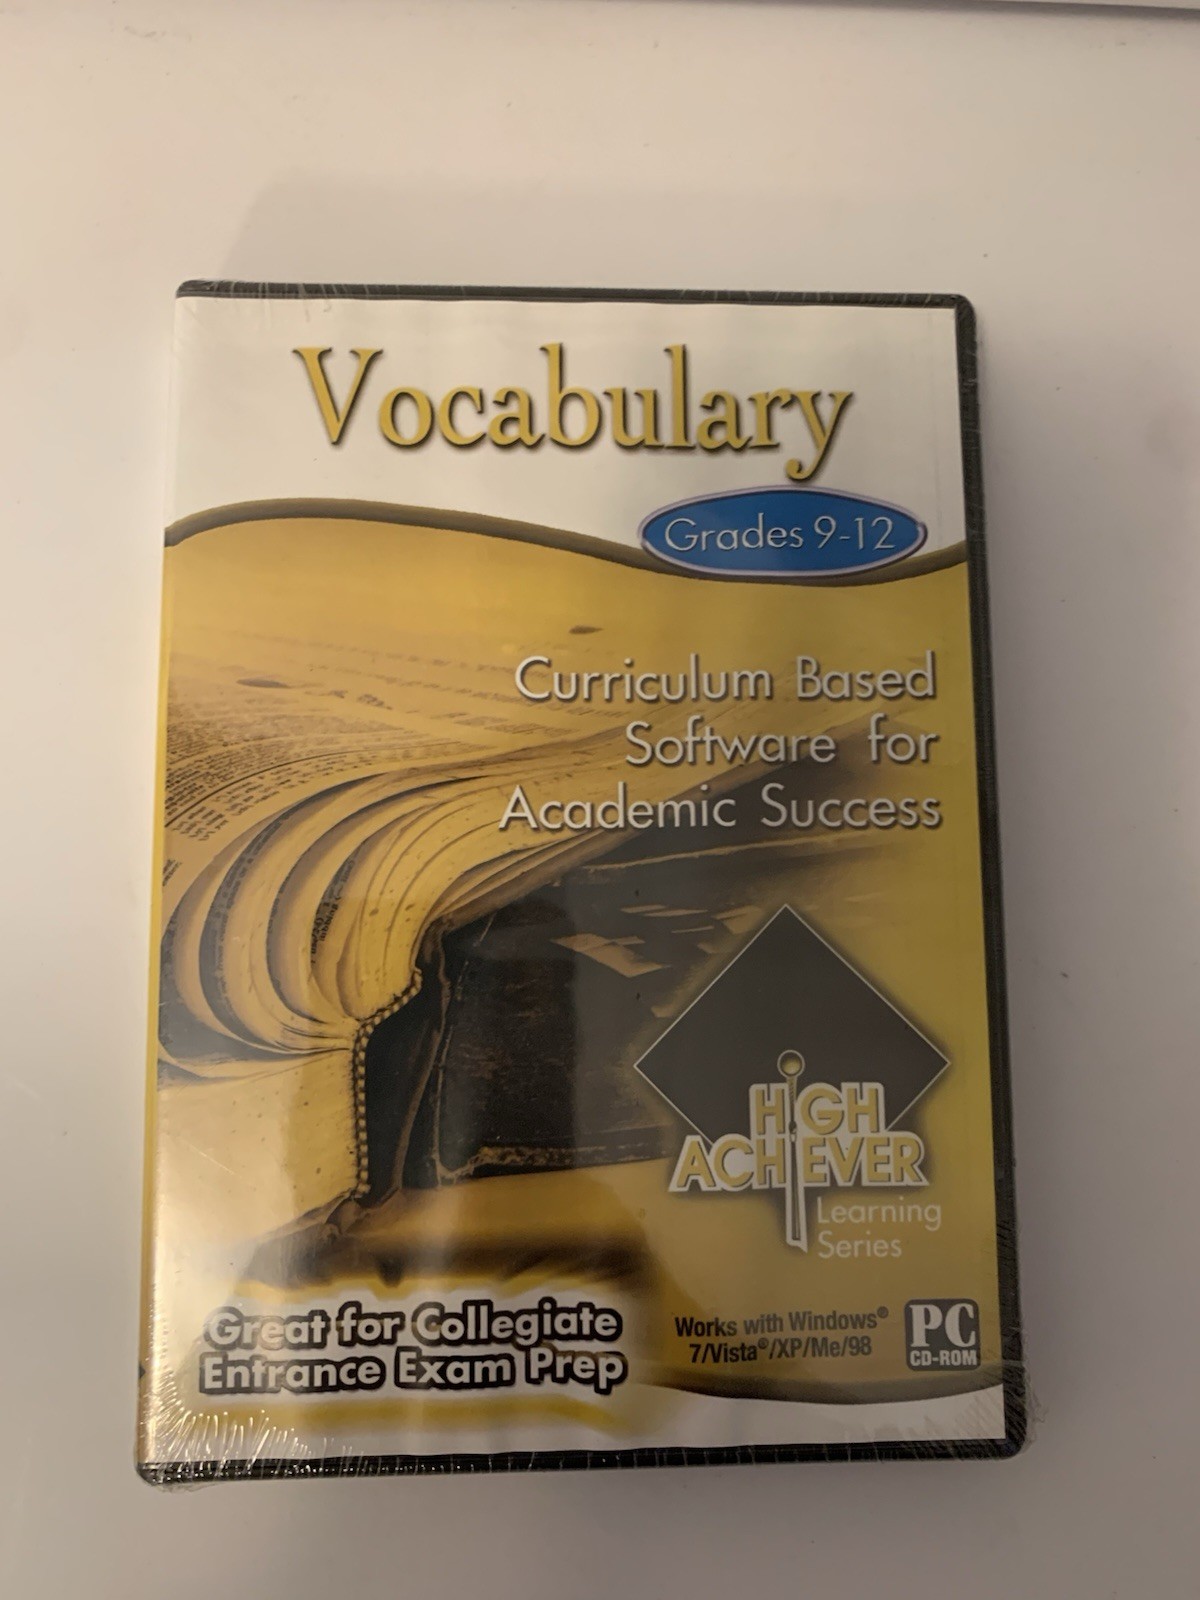 Vocabulary
Grades 9-12
Curriculum Based
Software for
Academic Success
HIGH
ACHIEVER
Learning
Series
Great for Collegiate
Entrance Exam Prep
Works with Windows®
7/Vista®/XP/Me/98
PC
CD-ROM